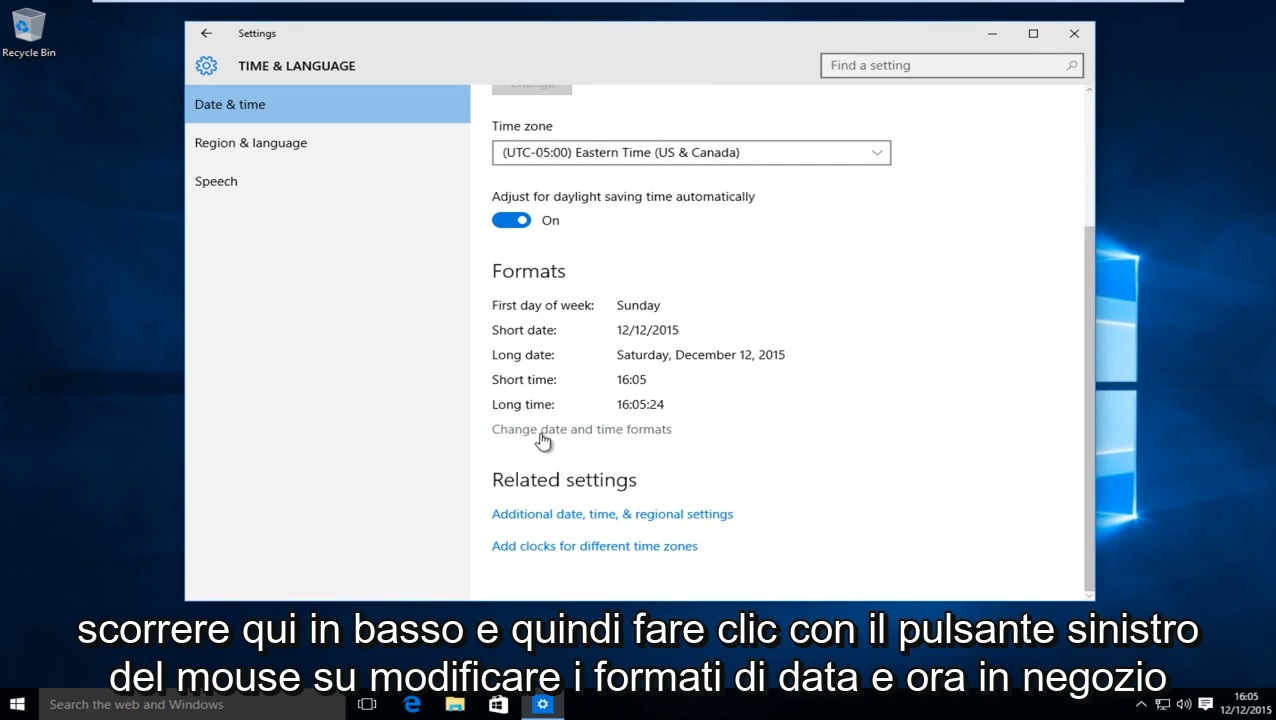 Recycle Bin
Settings
TIME & LANGUAGE
Find a setting
Date & time
Region & language
Speech
Change
Time zone
(UTC-05:00) Eastern Time (US & Canada)
Adjust for daylight saving time automatically
On
Formats
First day of week: Sunday
Short date: 12/12/2015
Long date: Saturday, December 12, 2015
Short time: 16:05
Long time: 16:05:24
Change date and time formats
Related settings
Additional date, time, & regional settings
Add clocks for different time zones
scorrere qui in basso e quindi fare clic con il pulsante sinistro
del mouse su modificare i formati di data e ora in negozio
Search the web and Windows
16:05
12/12/2015